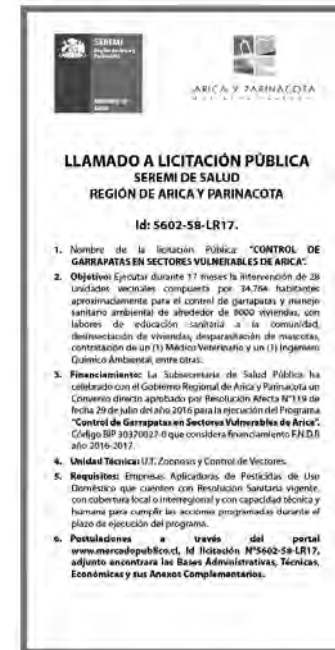 SEREMI
ARICA Y PARINACOTA
LLAMADO A LICITACIÓN PÚBLICA
SEREMI DE SALUD
REGIÓN DE ARICA Y PARINACOTA
Id: 5602-58-LR17.
1. Nombre de la licitación Pública: "CONTROL DE
GARRAPATAS EN SECTORES VULNERABLES DE ARICA".
2. Objetivo: Ejecutar durante 17 meses la intervención de 28
unidades vecinales compuesta por 34.764 habitantes
aproximadamente para el control de garrapatas y manejo
sanitario ambiental de alrededor de 9000 viviendas, con
labores de educación sanitaria a la comunidad,
desinsectación de viviendas, desparasitación de mascotas,
contratación de un (1) Médico Veterinario y un (1) Ingeniero
Químico Ambiental, entre otras.
3. Financiamiento: La Subsecretaria de Salud Pública ha
celebrado con el Gobierno Regional de Arica y Parinacota un
Convenio directo aprobado por Resolución Afecta N°119 de
fecha 29 de julio del año 2016 para la ejecución del Programa
"Control de Garrapatas en Sectores Vulnerables de Arica".
Código BIP 30370027-0 que considera financiamiento F.N.D.R
año 2016-2017.
4. Unidad Técnica: U.T. Zoonosis y Control de Vectores.
5. Requisitos: Empresas Aplicadoras de Pesticidas de Uso
Doméstico que cuenten con Resolución Sanitaria vigente,
con cobertura local o interregional y con capacidad técnica y
humana para cumplir las acciones programadas durante el
plazo de ejecución del programa.
6. Postulaciones a través del portal
www.mercadopublico.cl, Id licitación N°5602-58-LR17,
adjunto encontrara las Bases Administrativas, Técnicas,
Económicas y sus Anexos Complementarios.